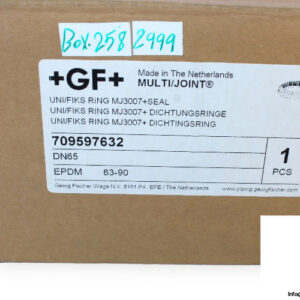 Box.258 2999
+GF+
Made in The Netherlands
MULTI/JOINT®
UNI/FIKS RING MJ3007+SEAL
UNI/FIKS RING MJ3007+ DICHTUNGSRINGE
UNI/FIKS RING MJ3007+ DICHTINGSRING
709597632
DN65
EPDM 63-90
1
PCS
Georg Fischer Waga N.V. 8161 PA EPE / The Netherlands
www.piping.georgfischer.com